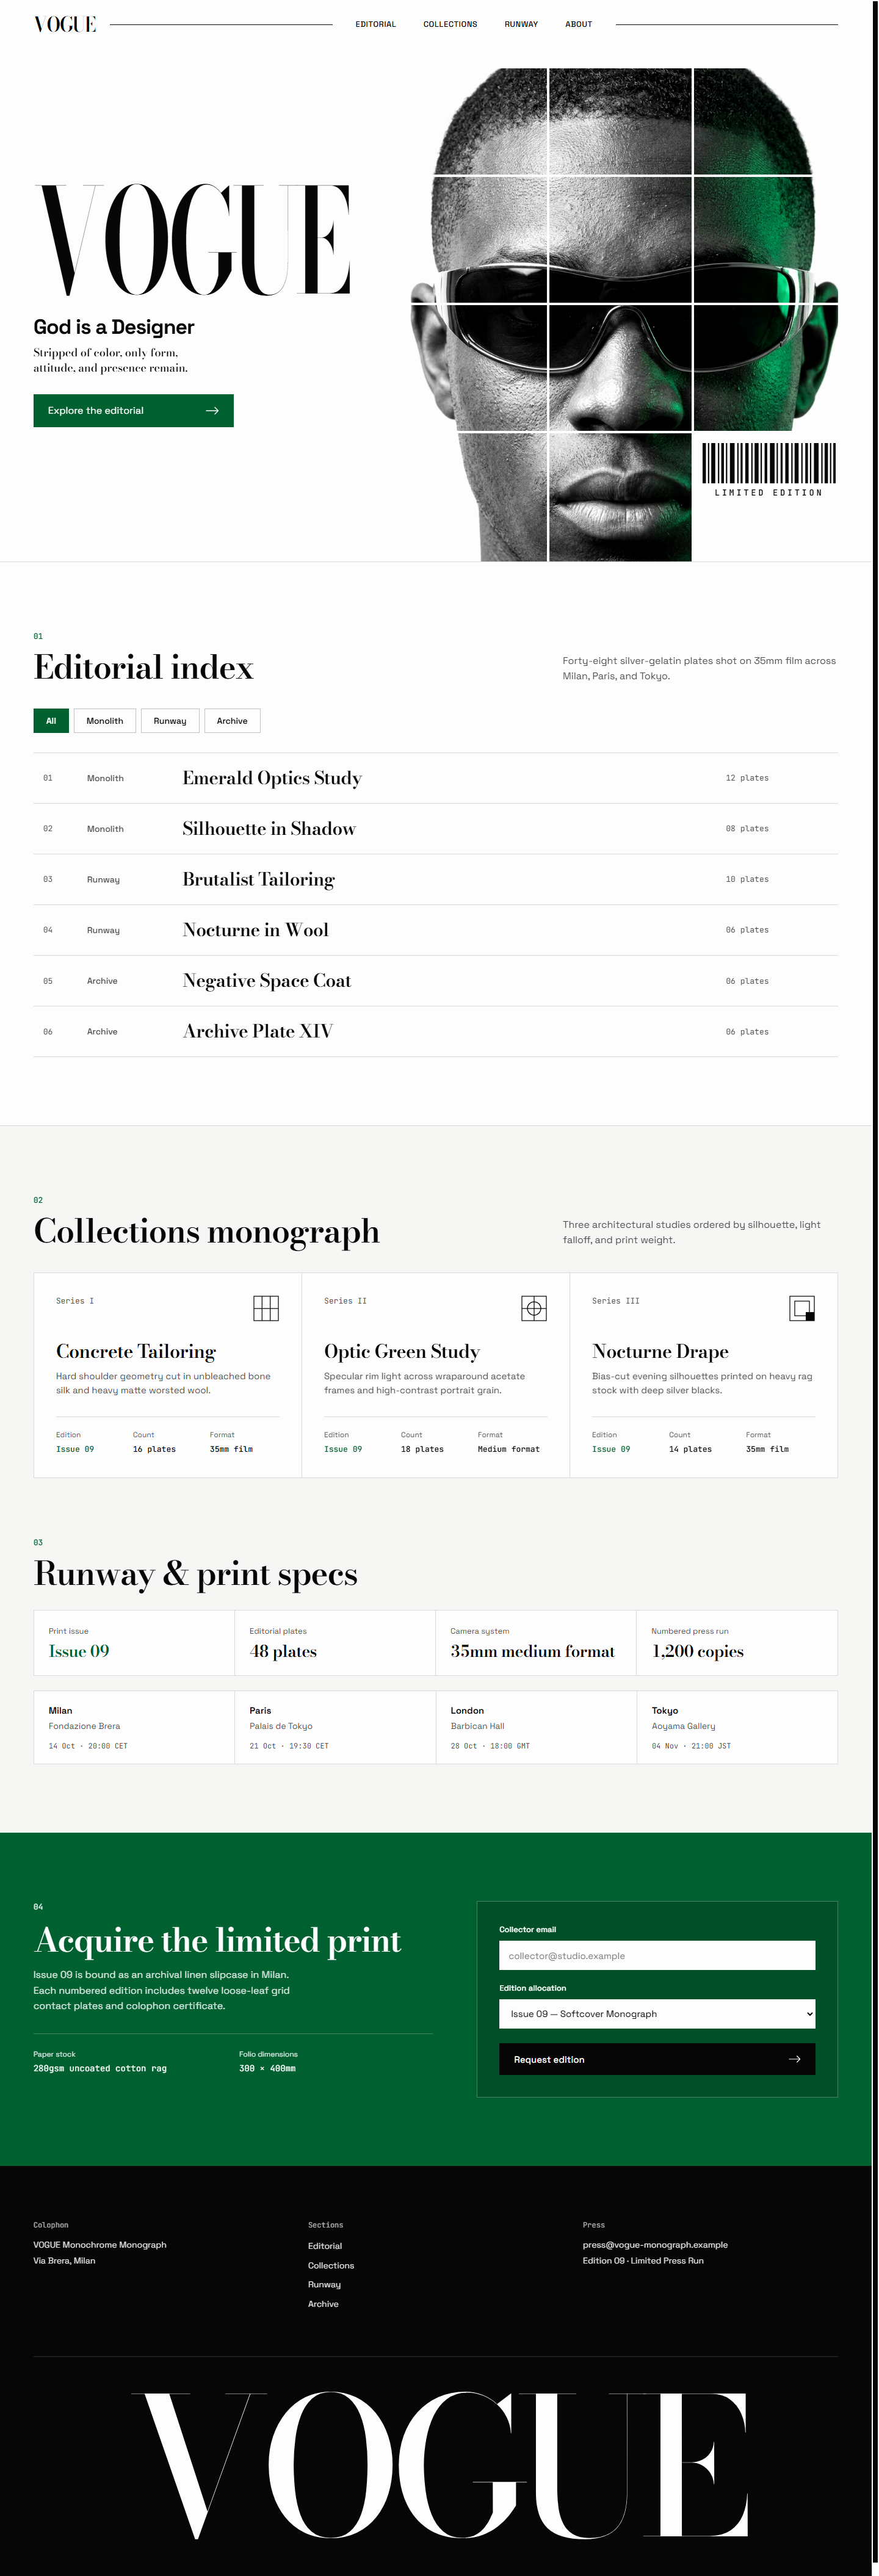 VOGUE
EDITORIAL COLLECTIONS RUNWAY ABOUT
VOGUE
God is a Designer
Stripped of color, only form,
attitude, and presence remain.
Explore the editorial
LIMITED EDITION
01
Editorial index
Forty-eight silver-gelatin plates shot on 35mm film across
Milan, Paris, and Tokyo.
All Monolith Runway Archive
01 Monolith Emerald Optics Study 12 plates
02 Monolith Silhouette in Shadow 08 plates
03 Runway Brutalist Tailoring 10 plates
04 Runway Nocturne in Wool 06 plates
05 Archive Negative Space Coat 06 plates
06 Archive Archive Plate XIV 06 plates
02
Collections monograph
Three architectural studies ordered by silhouette, light
falloff, and print weight.
Series I
Concrete Tailoring
Hard shoulder geometry cut in unbleached bone
silk and heavy matte worsted wool.
Edition Count Format
Issue 09 16 plates 35mm film
Series II
Optic Green Study
Specular rim light across wraparound acetate
frames and high-contrast portrait grain.
Edition Count Format
Issue 09 18 plates Medium format
Series III
Nocturne Drape
Bias-cut evening silhouettes printed on heavy rag
stock with deep silver blacks.
Edition Count Format
Issue 09 14 plates 35mm film
03
Runway & print specs
Print issue
Issue 09
Editorial plates
48 plates
Camera system
35mm medium format
Numbered press run
1,200 copies
Milan
Fondazione Brera
14 Oct · 20:00 CET
Paris
Palais de Tokyo
21 Oct · 19:30 CET
London
Barbican Hall
28 Oct · 18:00 GMT
Tokyo
Aoyama Gallery
04 Nov · 21:00 JST
04
Acquire the limited print
Issue 09 is bound as an archival linen slipcase in Milan.
Each numbered edition includes twelve loose-leaf grid
contact plates and colophon certificate.
Paper stock
280gsm uncoated cotton rag
Folio dimensions
300 × 400mm
Collector email
collector@studio.example
Edition allocation
Issue 09 — Softcover Monograph
Request edition
Colophon
VOGUE Monochrome Monograph
Via Brera, Milan
Sections
Editorial
Collections
Runway
Archive
Press
press@vogue-monograph.example
Edition 09 · Limited Press Run
VOGUE